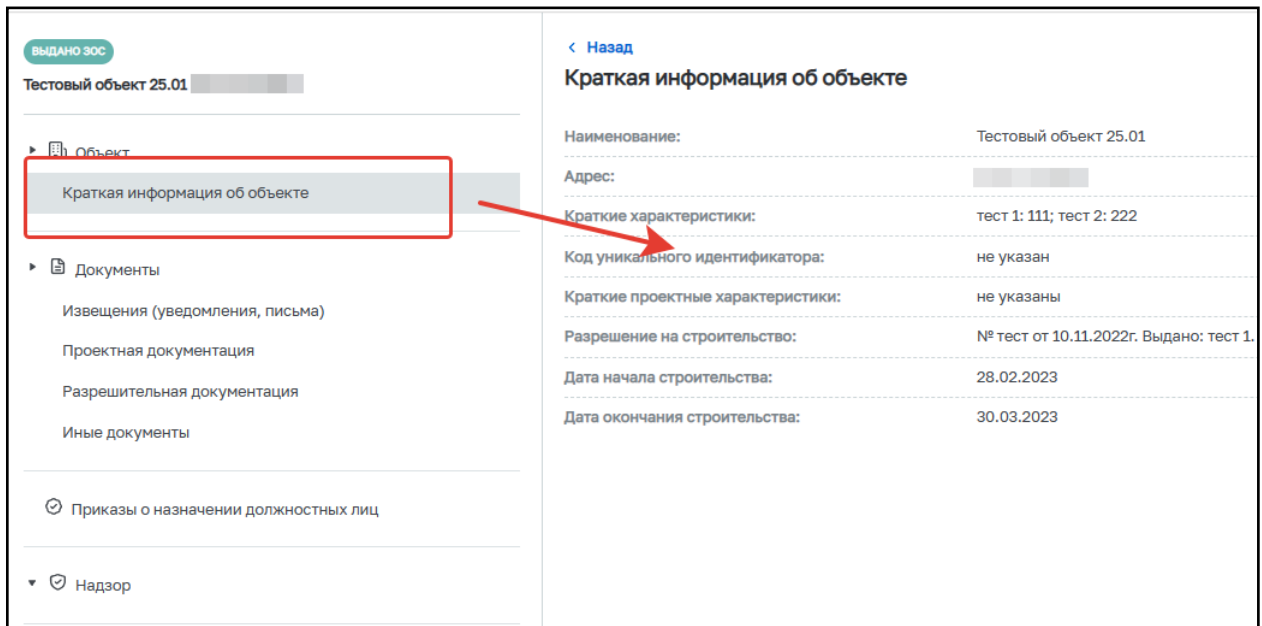 ВЫДАНО ЗОС
Тестовый объект 25.01
Объект
Краткая информация об объекте
Документы
Извещения (уведомления, письма)
Проектная документация
Разрешительная документация
Иные документы
Приказы о назначении должностных лиц
Надзор
Назад
Краткая информация об объекте
Наименование: Тестовый объект 25.01
Адрес:
Краткие характеристики: тест 1: 111; тест 2: 222
Код уникального идентификатора: не указан
Краткие проектные характеристики: не указаны
Разрешение на строительство: № тест от 10.11.2022г. Выдано: тест 1.
Дата начала строительства: 28.02.2023
Дата окончания строительства: 30.03.2023